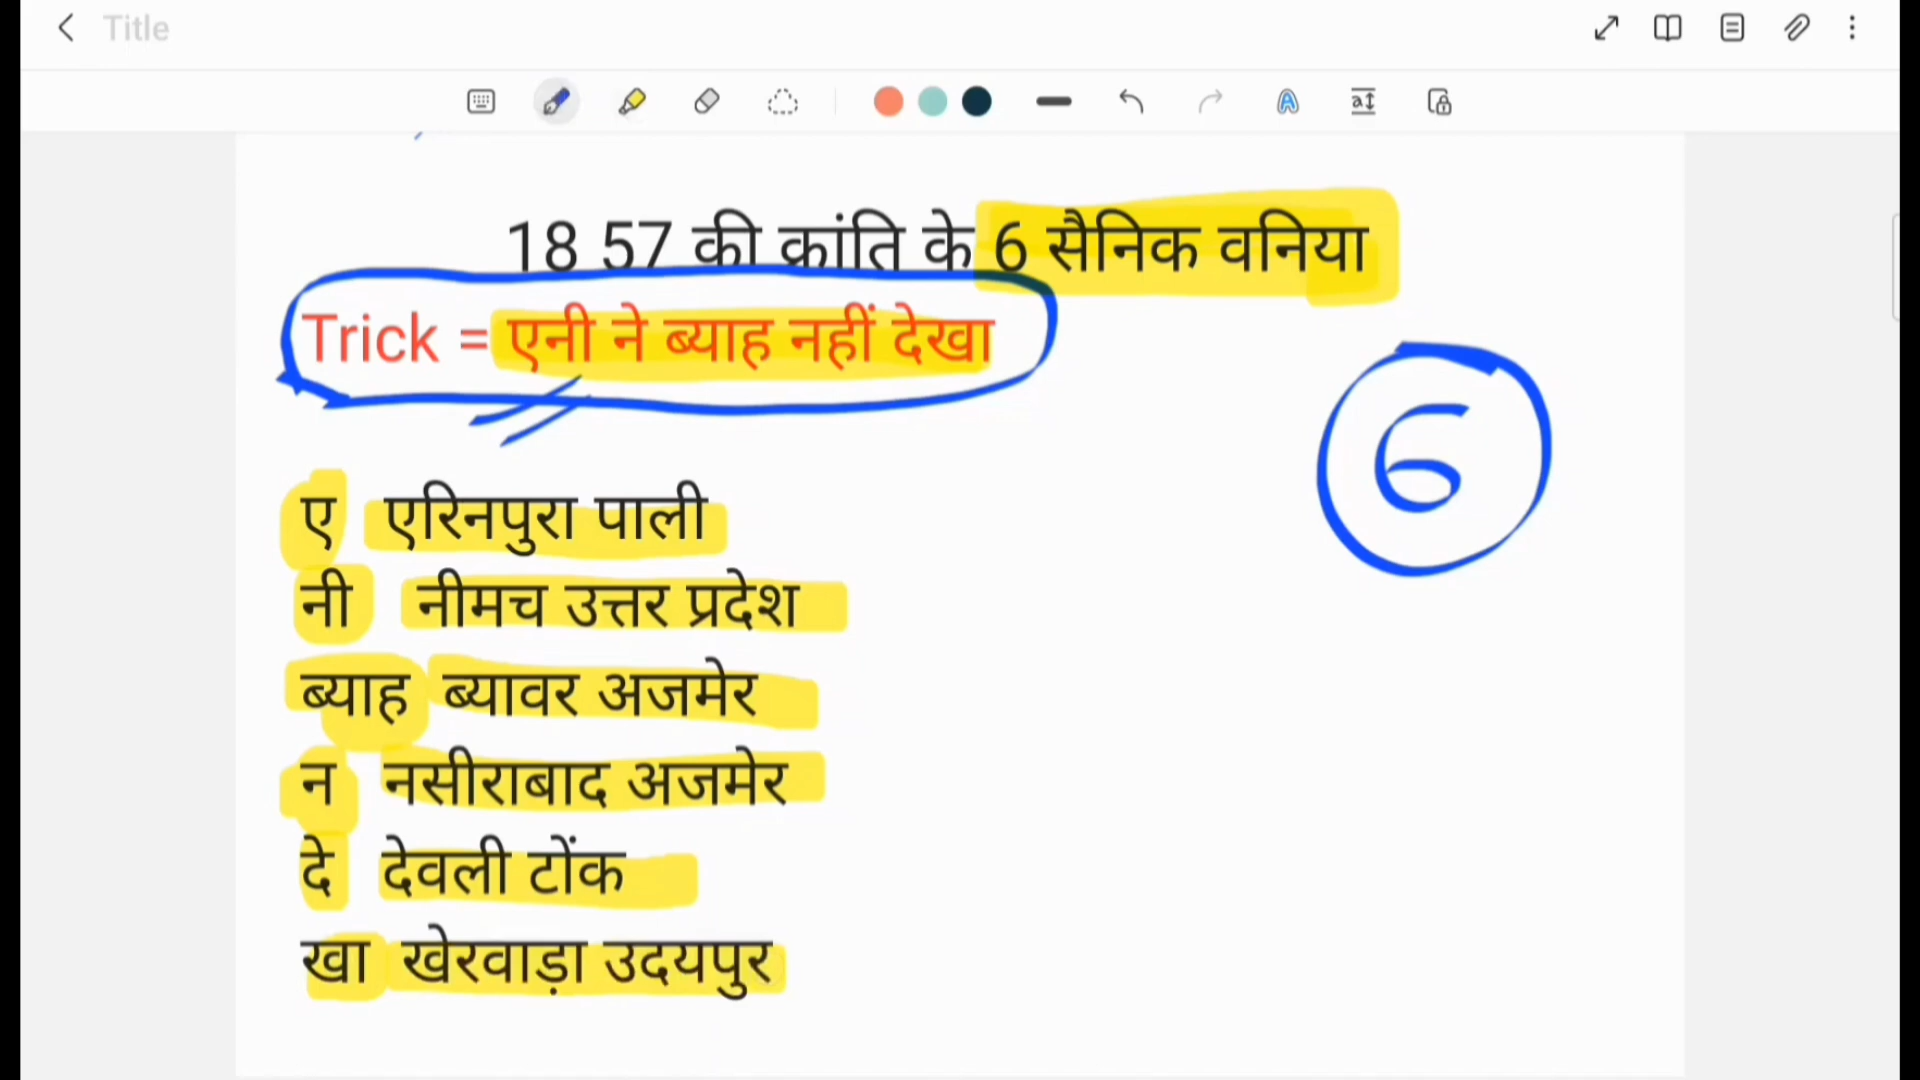 Title
18 57 की क्रांति के 6 सैनिक वनिया
Trick = एनी ने ब्याह नहीं देखा
6
ए एरिनपुरा पाली
नी नीमच उत्तर प्रदेश
ब्याह ब्यावर अजमेर
न नसीराबाद अजमेर
दे देवली टोंक
खा खेरवाड़ा उदयपुर